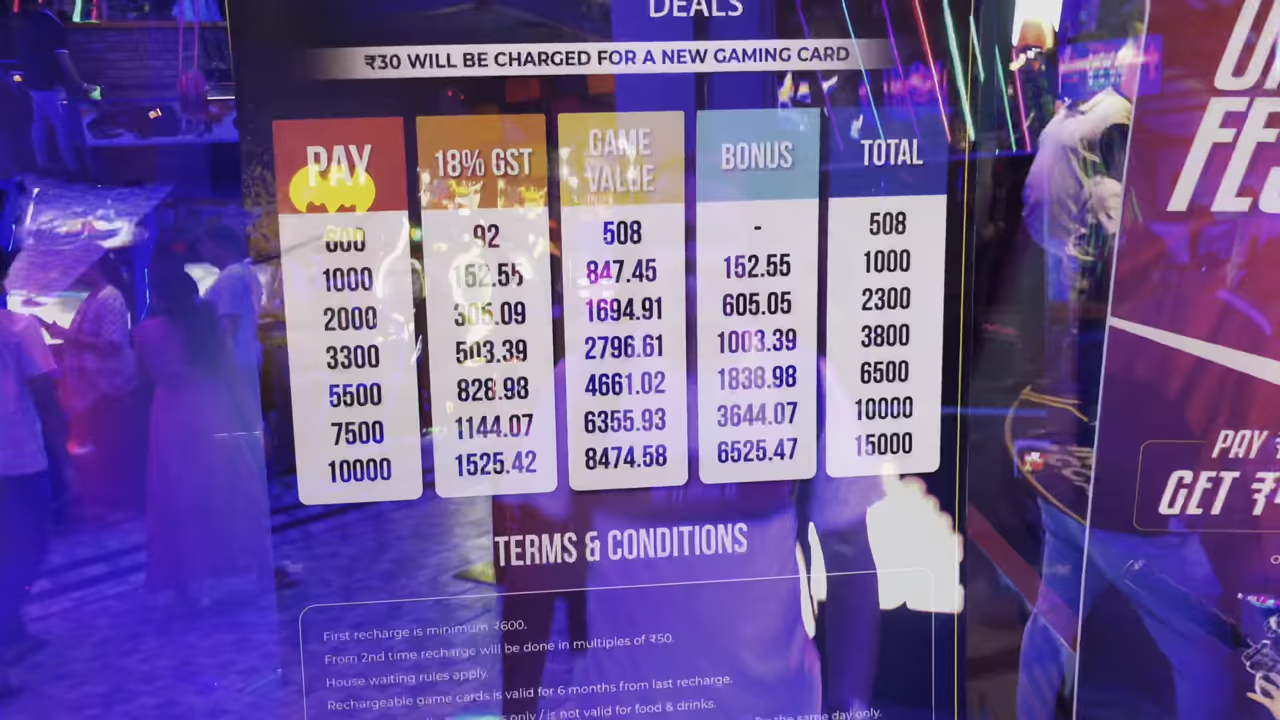 DEALS
₹30 WILL BE CHARGED FOR A NEW GAMING CARD
PAY 18% GST GAME VALUE BONUS TOTAL
600 92 508 - 508
1000 152.55 847.45 152.55 1000
2000 305.09 1694.91 605.05 2300
3300 503.39 2796.61 1003.39 3800
5500 828.98 4661.02 1838.98 6500
7500 1144.07 6355.93 3644.07 10000
10000 1525.42 8474.58 6525.47 15000
TERMS & CONDITIONS
First recharge is minimum ₹600.
From 2nd time recharge will be done in multiples of ₹50.
House waiting rules apply.
Rechargeable game cards is valid for 6 months from last recharge.
only / is not valid for food & drinks.
the same day only.
PAY
GET ₹